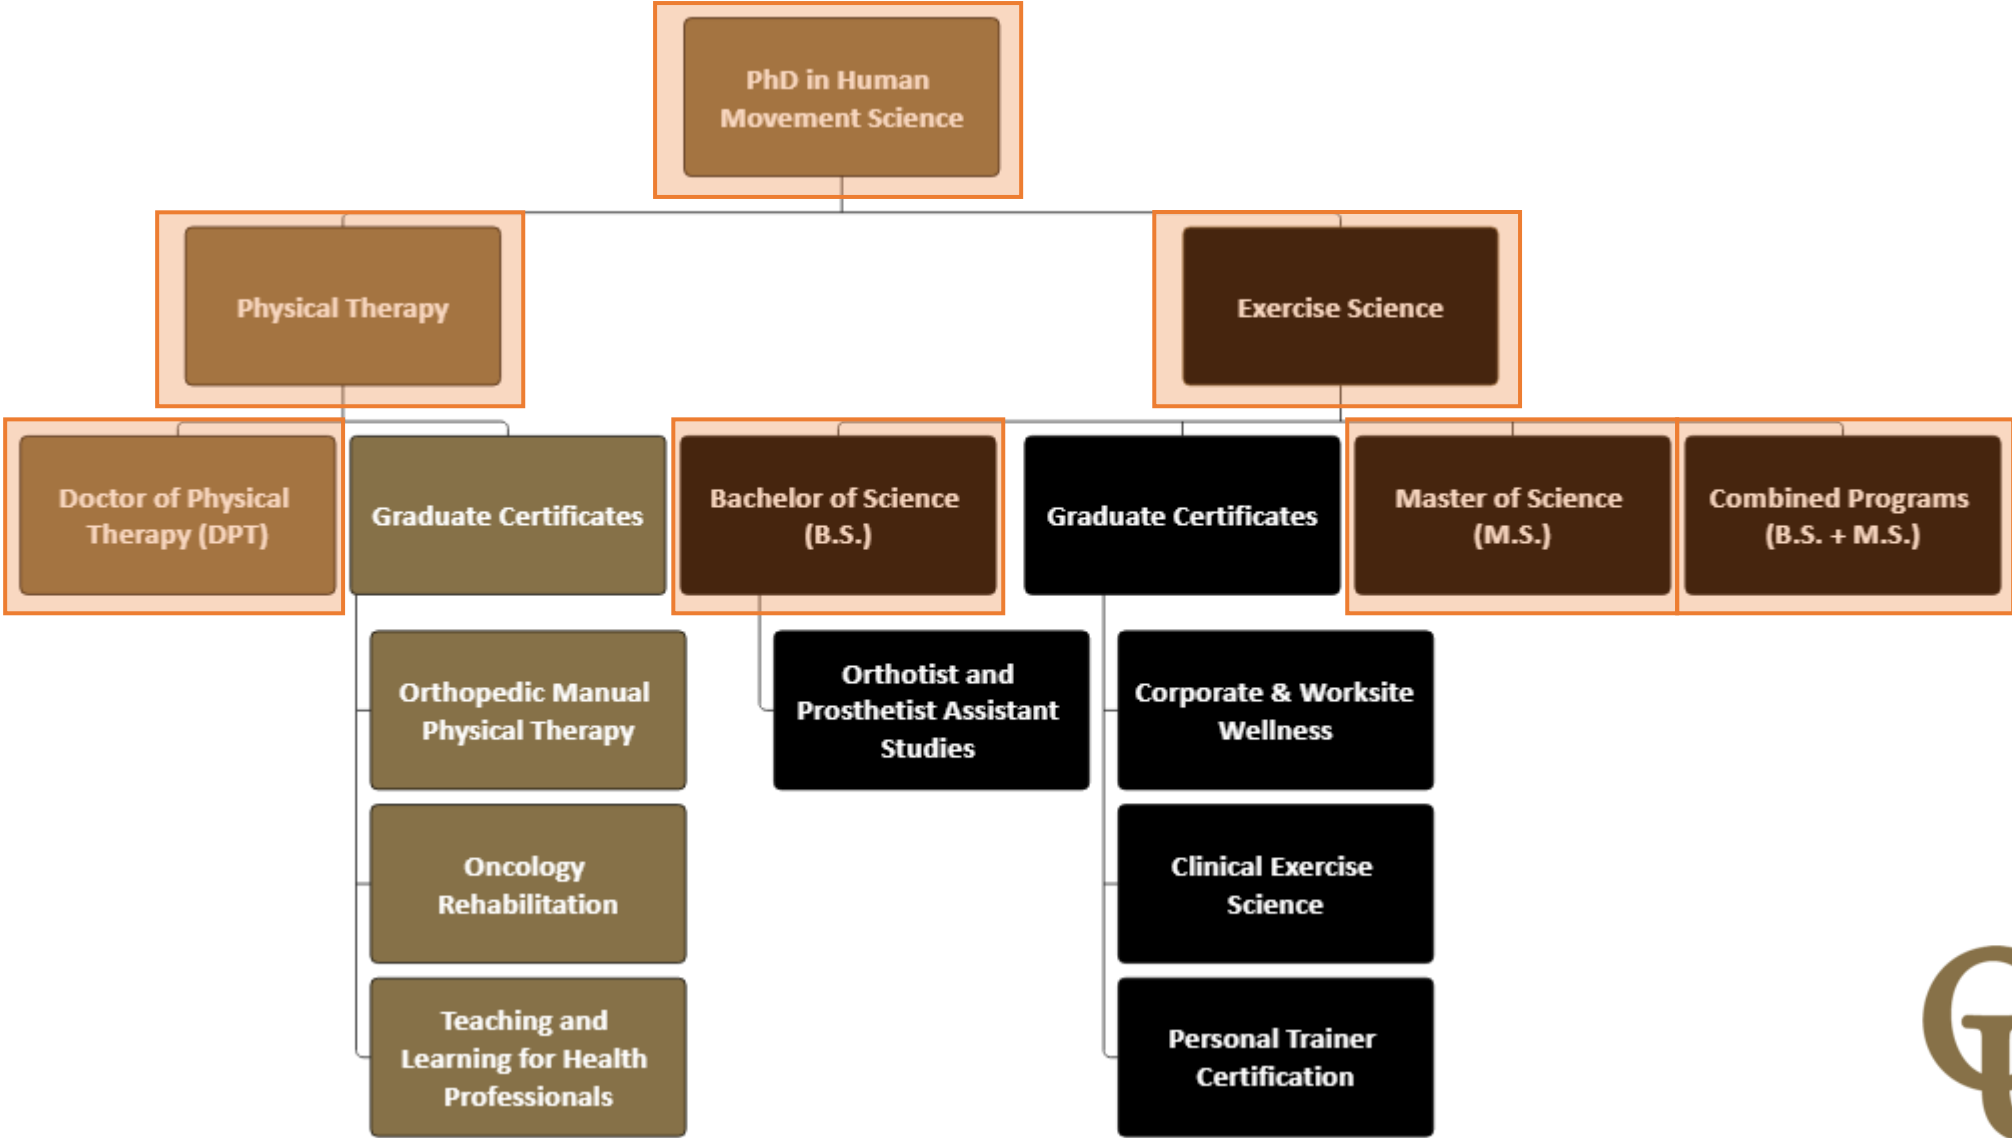 PhD in Human
Movement Science
Physical Therapy
Exercise Science
Doctor of Physical
Therapy (DPT)
Graduate Certificates
Bachelor of Science
(B.S.)
Graduate Certificates
Master of Science
(M.S.)
Combined Programs
(B.S. + M.S.)
Orthopedic Manual
Physical Therapy
Orthotist and
Prosthetist Assistant
Studies
Corporate & Worksite
Wellness
Oncology
Rehabilitation
Clinical Exercise
Science
Teaching and
Learning for Health
Professionals
Personal Trainer
Certification